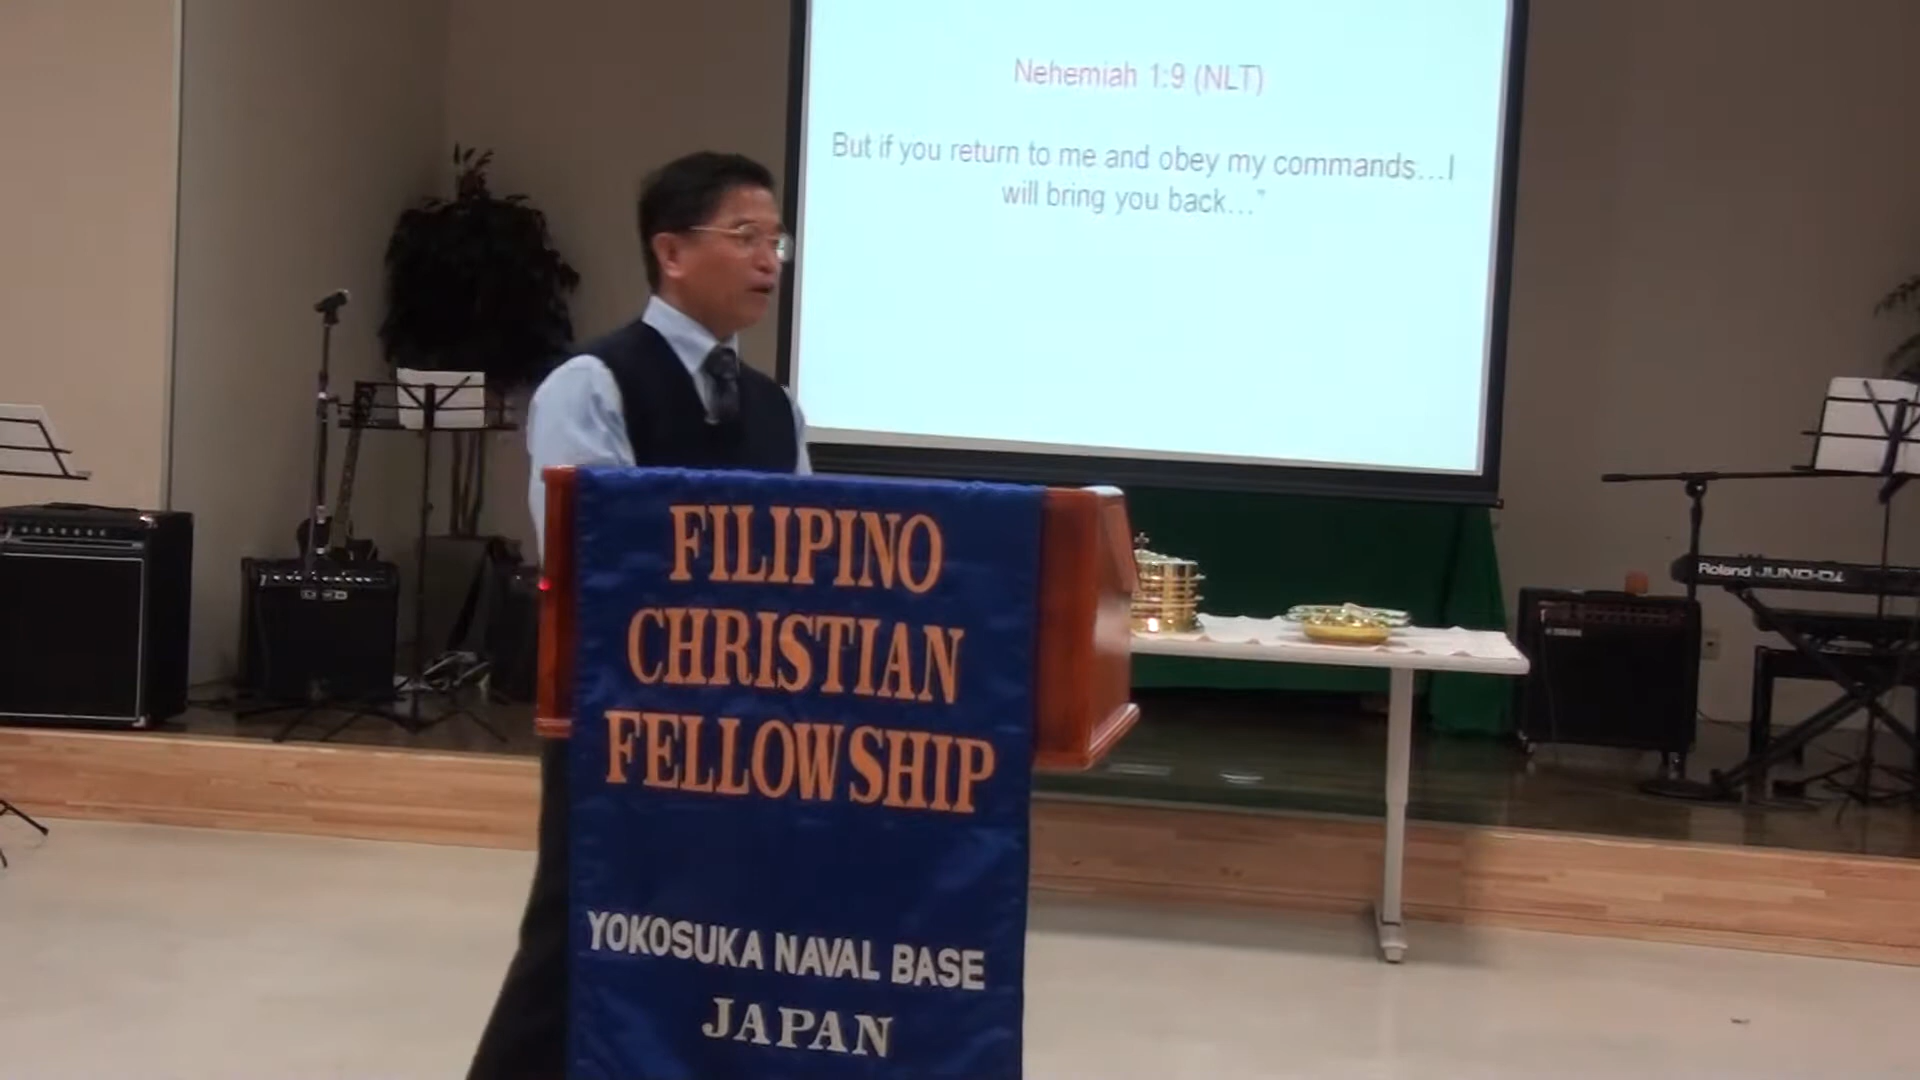 Nehemiah 1:9 (NLT)
But if you return to me and obey my commands...I
will bring you back..."
FILIPINO
CHRISTIAN
FELLOWSHIP
YOKOSUKA NAVAL BASE
JAPAN
Roland JUNO-Di
YAMAHA